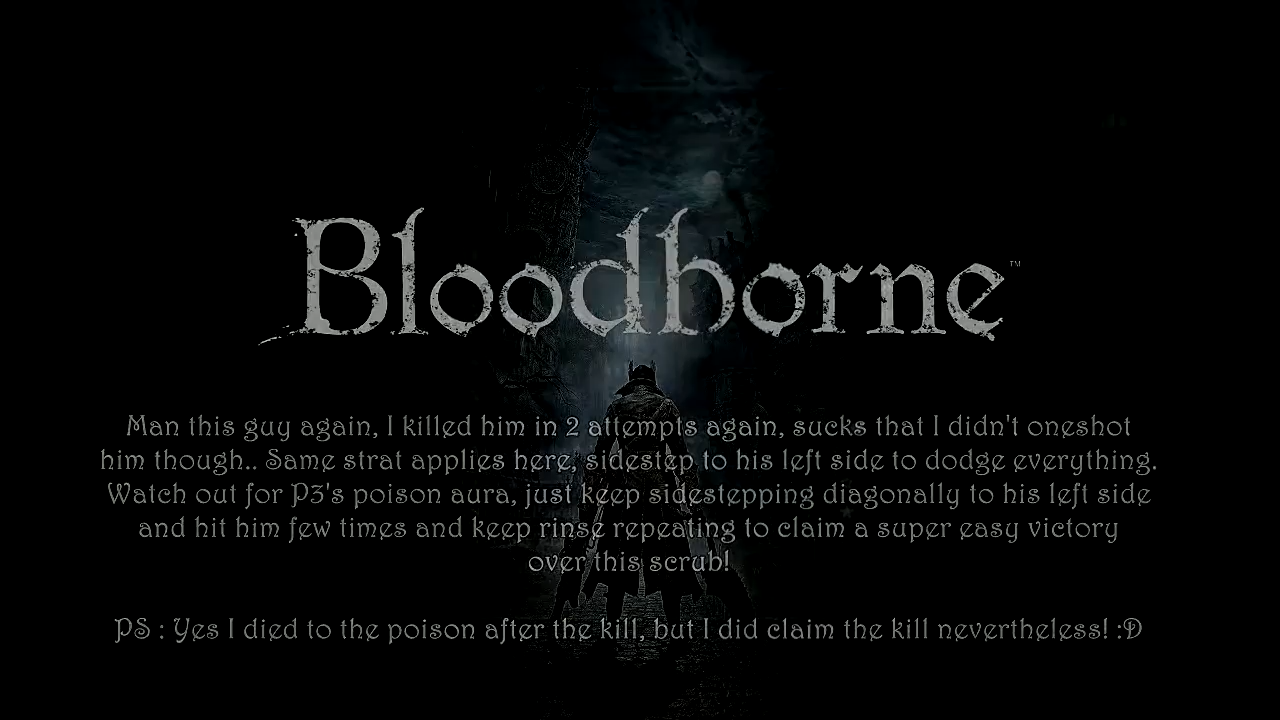 Bloodborne™
Man this guy again, I killed him in 2 attempts again, sucks that I didn't oneshot
him though.. Same strat applies here, sidestep to his left side to dodge everything.
Watch out for P3's poison aura, just keep sidestepping diagonally to his left side
and hit him few times and keep rinse repeating to claim a super easy victory
over this scrub!
PS : Yes I died to the poison after the kill, but I did claim the kill nevertheless! :D